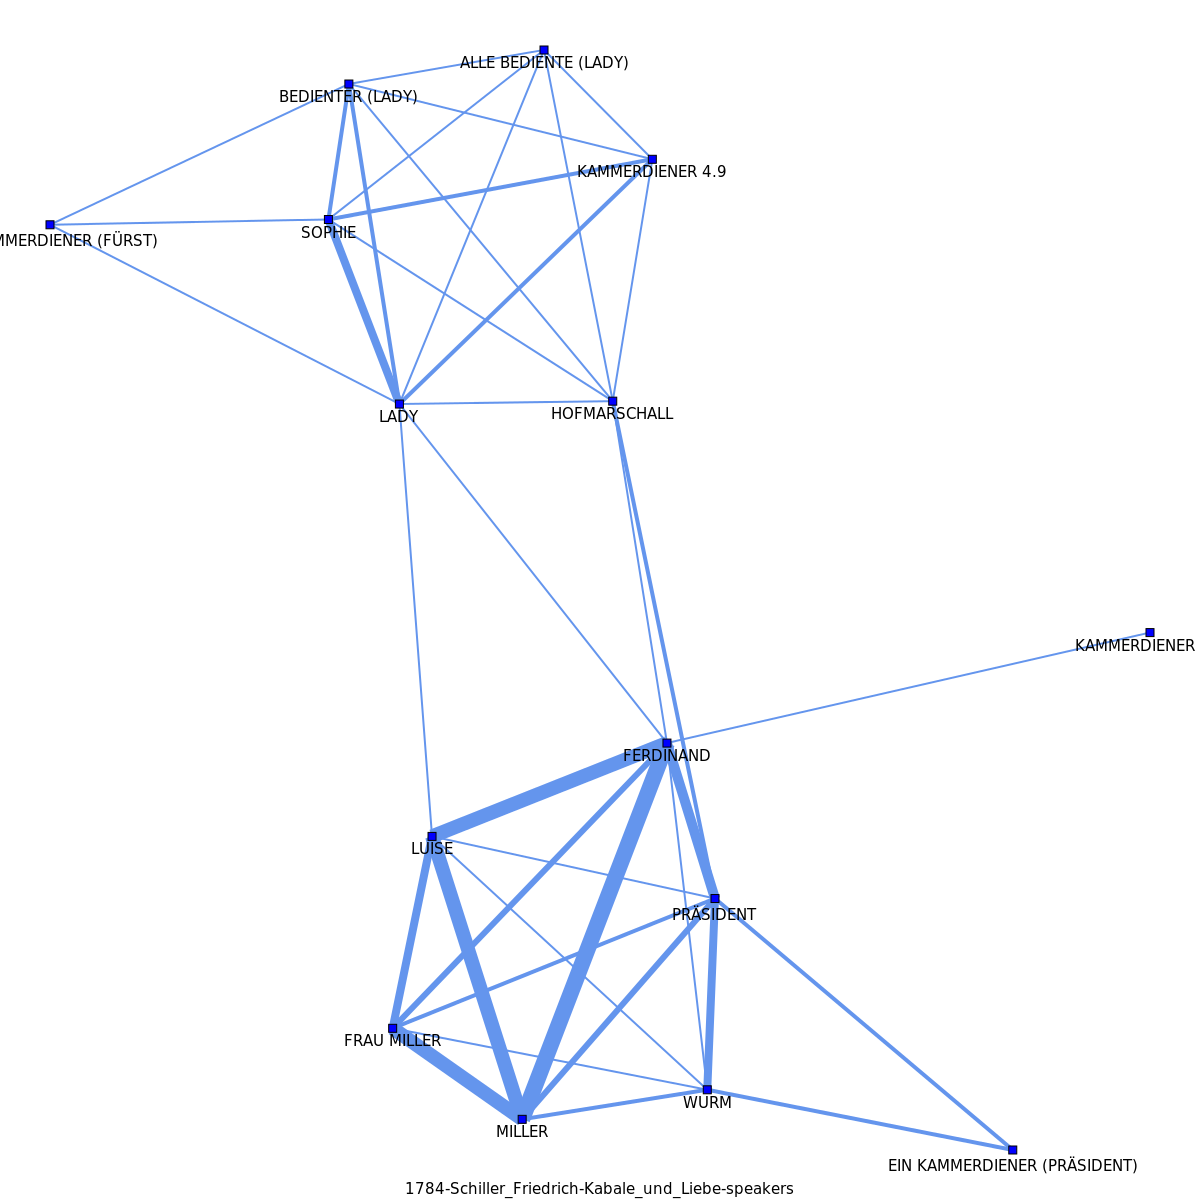 ALLE BEDIENTE (LADY)
BEDIENTER (LADY)
KAMMERDIENER 4.9
SOPHIE
MMERDIENER (FÜRST)
LADY
HOFMARSCHALL
KAMMERDIENER
FERDINAND
LUISE
PRÄSIDENT
FRAU MILLER
WURM
MILLER
EIN KAMMERDIENER (PRÄSIDENT)
1784-Schiller_Friedrich-Kabale_und_Liebe-speakers